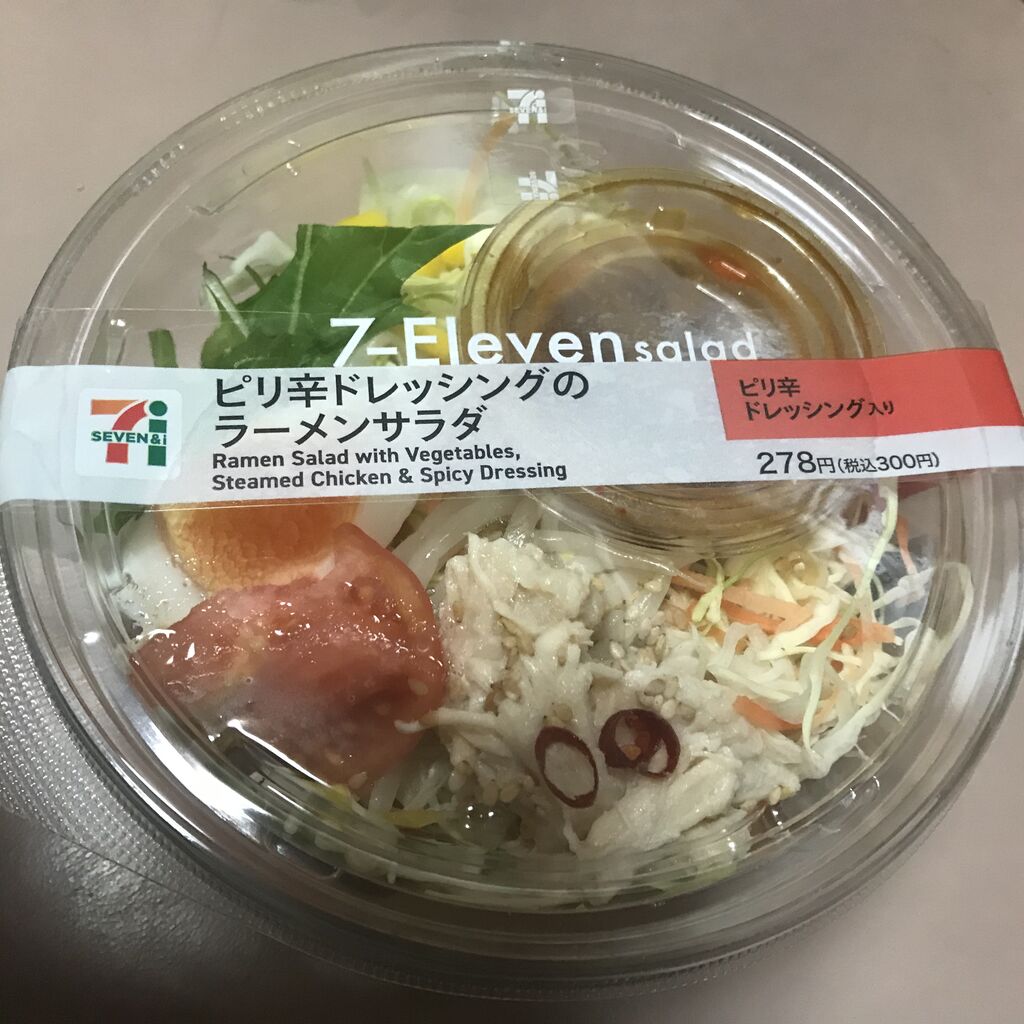 7-Eleven salad
SEVEN&i
ピリ辛ドレッシングの
ラーメンサラダ
Ramen Salad with Vegetables,
Steamed Chicken & Spicy Dressing
ピリ辛
ドレッシング入り
278円(税込300円)